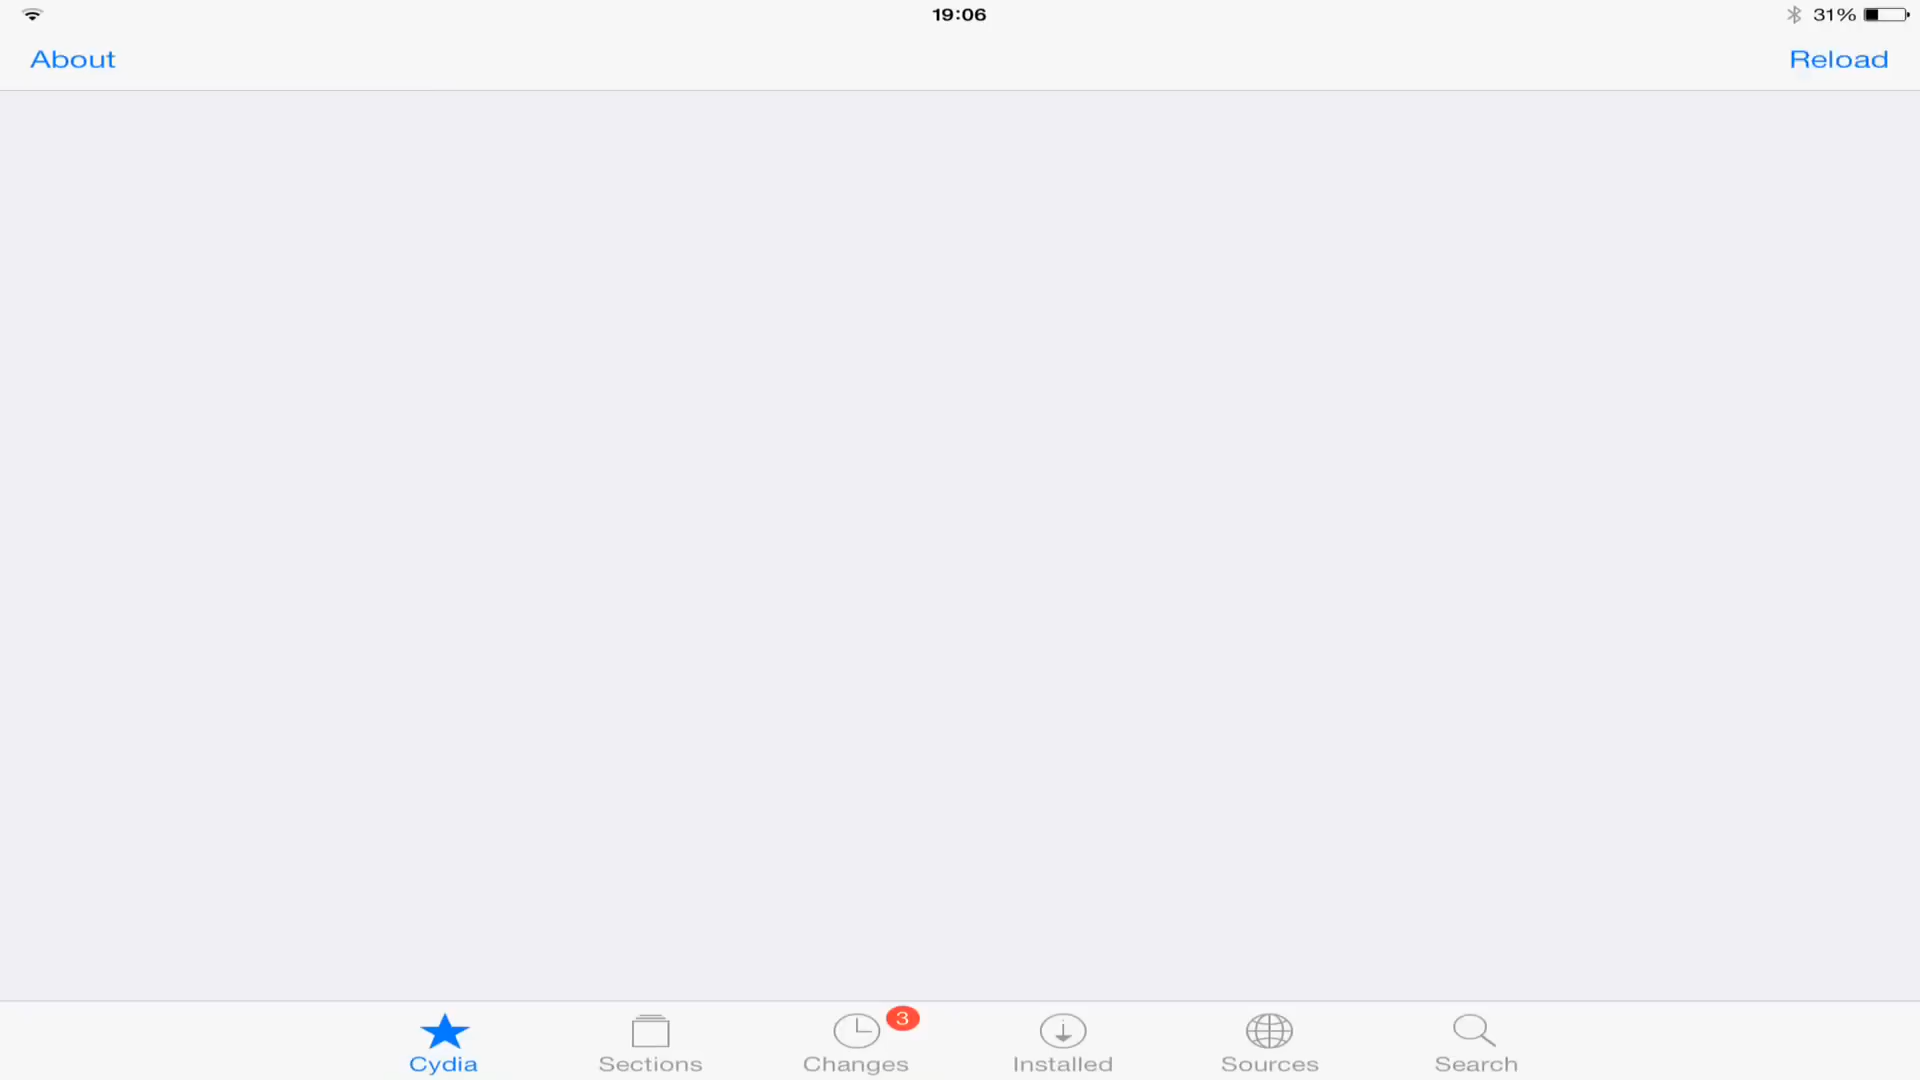 19:06
31%
About
Reload
3
Cydia
Sections
Changes
Installed
Sources
Search